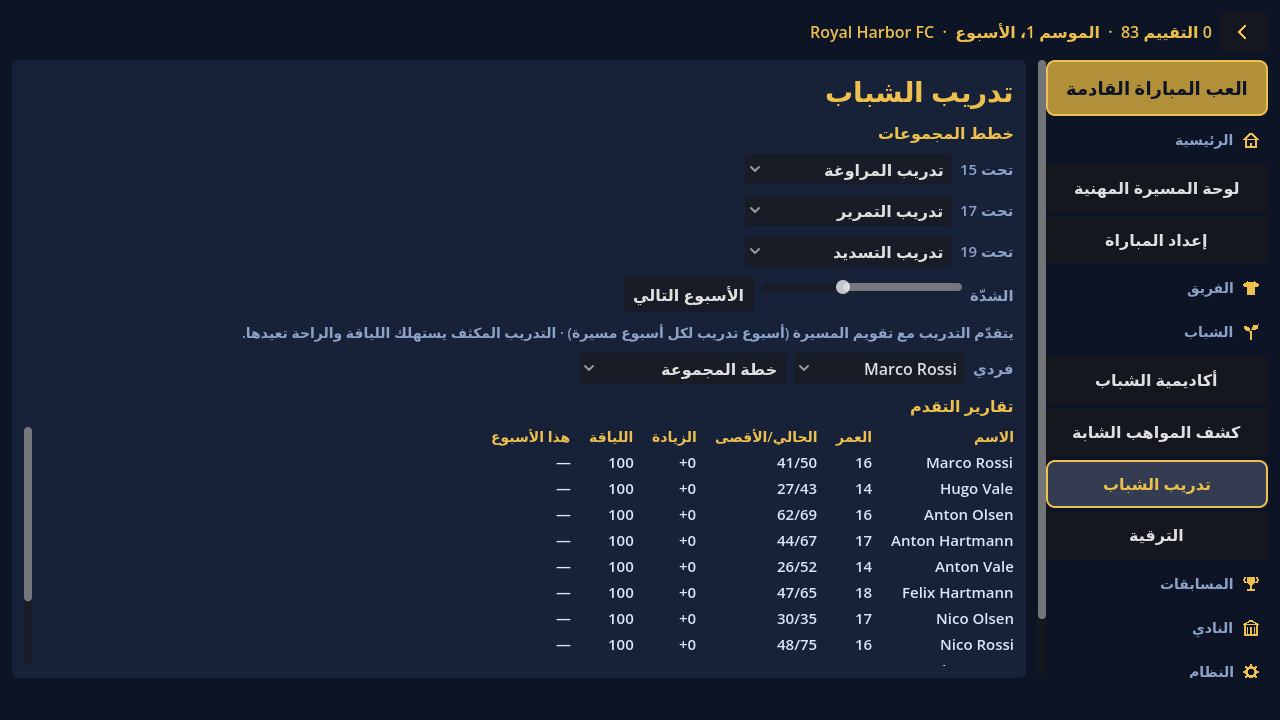 Royal Harbor FC · الموسم 1، الأسبوع · 83 التقييم 0
العب المباراة القادمة
الرئيسية
لوحة المسيرة المهنية
إعداد المباراة
الفريق
الشباب
أكاديمية الشباب
كشف المواهب الشابة
تدريب الشباب
الترقية
المسابقات
النادي
النظام
تدريب الشباب
خطط المجموعات
تحت 15 تدريب المراوغة
تحت 17 تدريب التمرير
تحت 19 تدريب التسديد
الشدّة الأسبوع التالي
يتقدّم التدريب مع تقويم المسيرة (أسبوع تدريب لكل أسبوع مسيرة) · التدريب المكثف يستهلك اللياقة والراحة تعيدها.
فردي Marco Rossi خطة المجموعة
تقارير التقدم
الاسم العمر الحالي/الأقصى الزيادة اللياقة هذا الأسبوع
Marco Rossi 16 41/50 +0 100 —
Hugo Vale 14 27/43 +0 100 —
Anton Olsen 16 62/69 +0 100 —
Anton Hartmann 17 44/67 +0 100 —
Anton Vale 14 26/52 +0 100 —
Felix Hartmann 18 47/65 +0 100 —
Nico Olsen 17 30/35 +0 100 —
Nico Rossi 16 48/75 +0 100 —